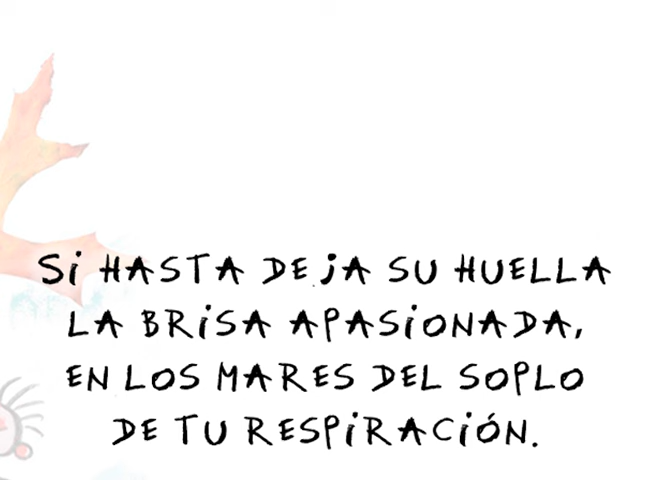 Si HASTA DEJA SU HUELLA
LA BRiSA APASiONADA,
EN LOS MARES DEL SOPLO
DE TU RESPiRACiÓN.